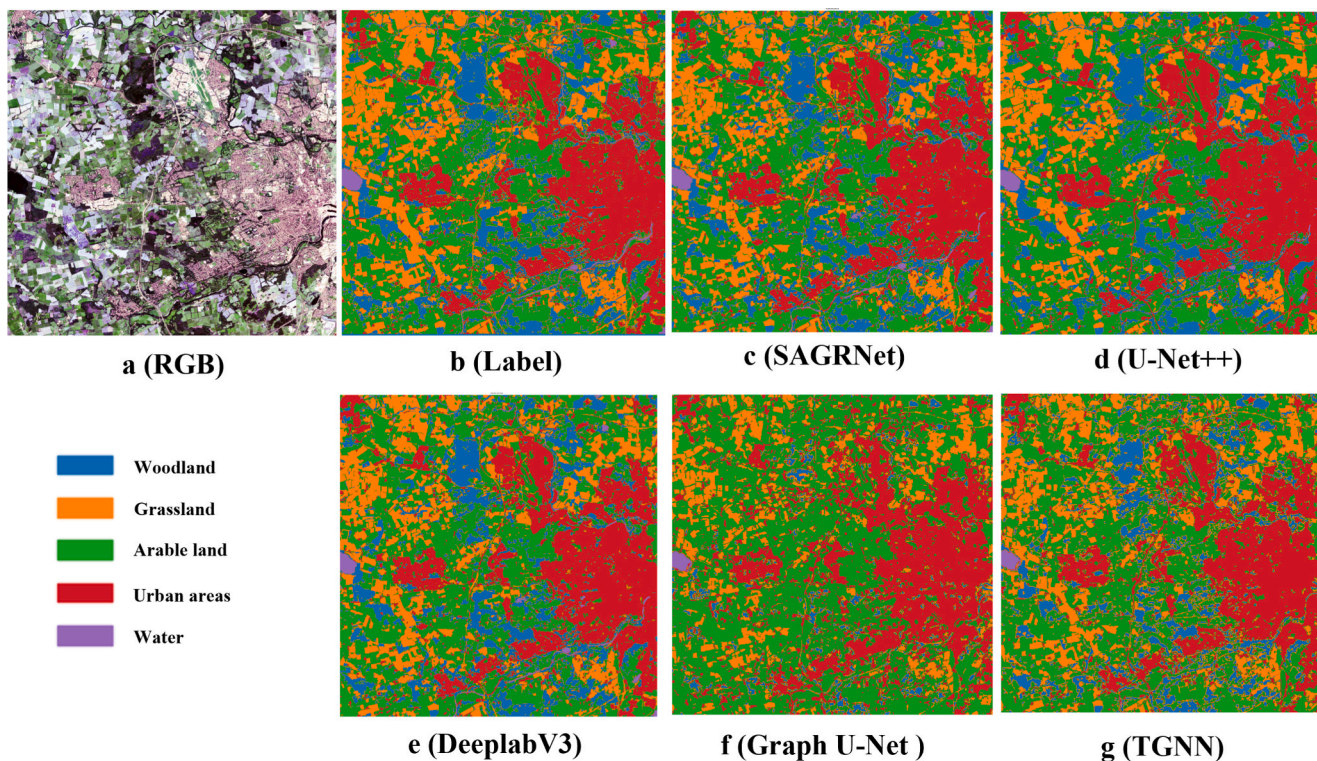 a (RGB)
b (Label)
c (SAGRNet)
d (U-Net++)
Woodland
Grassland
Arable land
Urban areas
Water
e (DeeplabV3)
f (Graph U-Net )
g (TGNN)